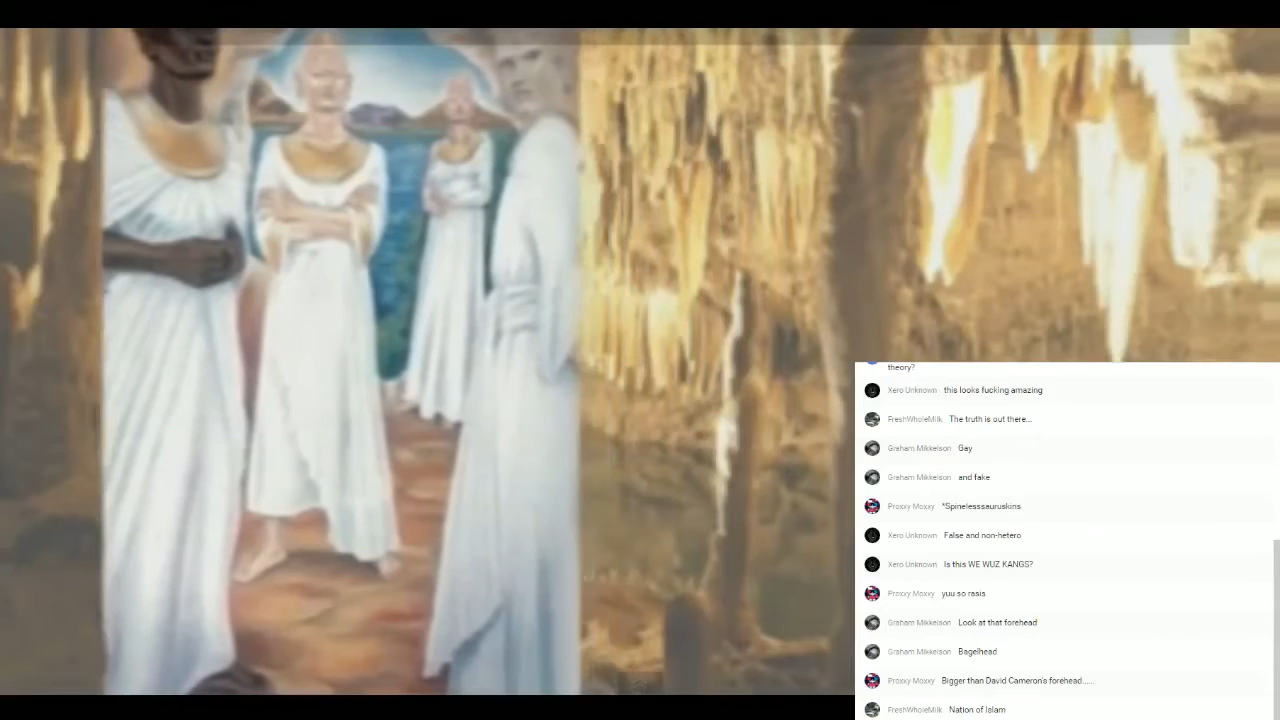 theory?
Xero Unknown this looks fucking amazing
FreshWholeMilk The truth is out there...
Graham Mikkelson Gay
Graham Mikkelson and fake
Proxxy Moxxy *Spinelesssauruskins
Xero Unknown False and non-hetero
Xero Unknown Is this WE WUZ KANGS?
Proxxy Moxxy yuu so rasis
Graham Mikkelson Look at that forehead
Graham Mikkelson Bagelhead
Proxxy Moxxy Bigger than David Cameron's forehead......
FreshWholeMilk Nation of Islam